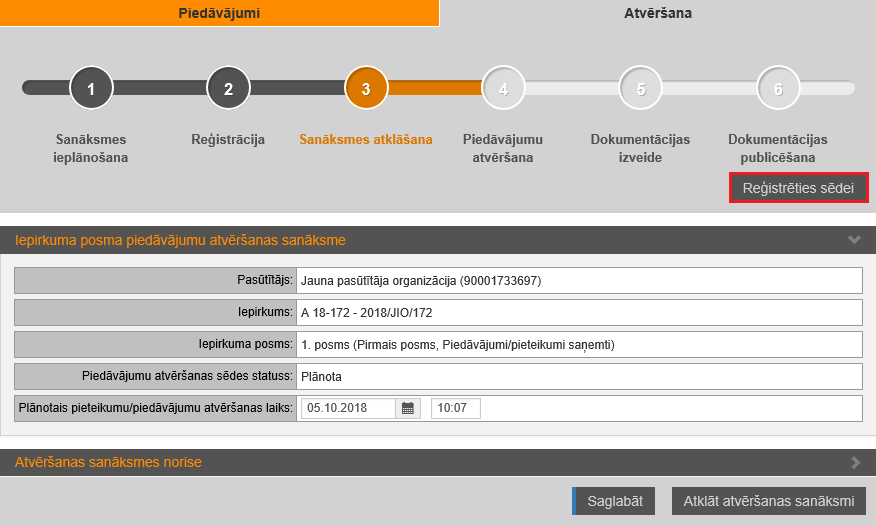 Piedāvājumi
Atvēršana
1
2
3
4
5
6
Sanāksmes
ieplānošana
Reģistrācija
Sanāksmes atklāšana
Piedāvājumu
atvēršana
Dokumentācijas
izveide
Dokumentācijas
publicēšana
Reģistrēties sēdei
Iepirkuma posma piedāvājumu atvēršanas sanāksme
Pasūtītājs: Jauna pasūtītāja organizācija (90001733697)
Iepirkums: A 18-172 - 2018/JIO/172
Iepirkuma posms: 1. posms (Pirmais posms, Piedāvājumi/pieteikumi saņemti)
Piedāvājumu atvēršanas sēdes statuss: Plānota
Plānotais pieteikumu/piedāvājumu atvēršanas laiks: 05.10.2018 10:07
Atvēršanas sanāksmes norise
Saglabāt
Atklāt atvēršanas sanāksmi